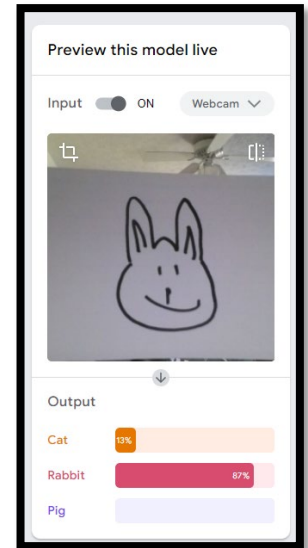 Preview this model live
Input ON Webcam
Output
Cat 13%
Rabbit 87%
Pig